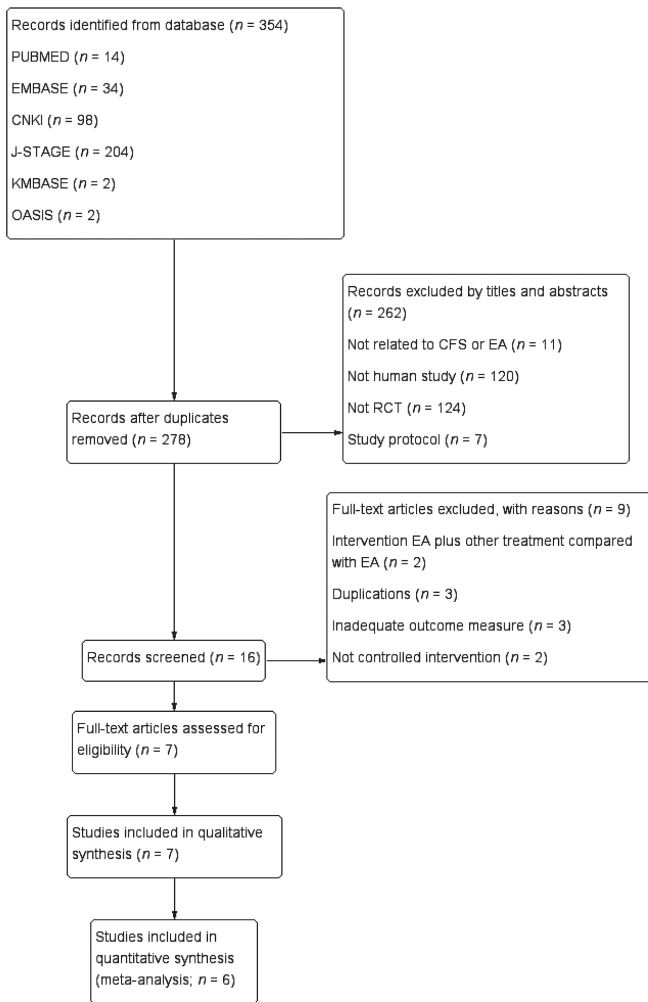 Records identified from database (n = 354)
PUBMED (n = 14)
EMBASE (n = 34)
CNKI (n = 98)
J-STAGE (n = 204)
KMBASE (n = 2)
OASIS (n = 2)
Records excluded by titles and abstracts
(n = 262)
Not related to CFS or EA (n = 11)
Not human study (n = 120)
Not RCT (n = 124)
Study protocol (n = 7)
Records after duplicates
removed (n = 278)
Full-text articles excluded, with reasons (n = 9)
Intervention EA plus other treatment compared
with EA (n = 2)
Duplications (n = 3)
Inadequate outcome measure (n = 3)
Not controlled intervention (n = 2)
Records screened (n = 16)
Full-text articles assessed for
eligibility (n = 7)
Studies included in qualitative
synthesis (n = 7)
Studies included in
quantitative synthesis
(meta-analysis; n = 6)